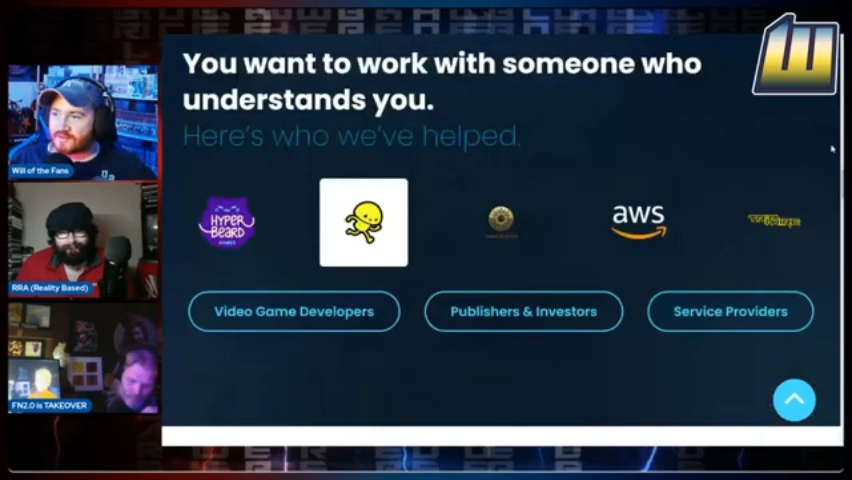 You want to work with someone who
understands you.
Here's who we've helped.
HYPER
BEARD
aws
Video Game Developers
Publishers & Investors
Service Providers
Will of the Fans
RRA (Reality Based)
FN2.0 is TAKEOVER